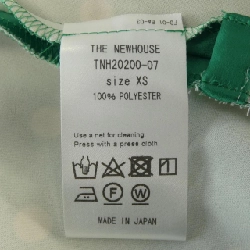 THE NEWHOUSE
TNH20200-07
size XS
100% POLYESTER
Use a net for cleaning
Press with a press cloth
MADE IN JAPAN